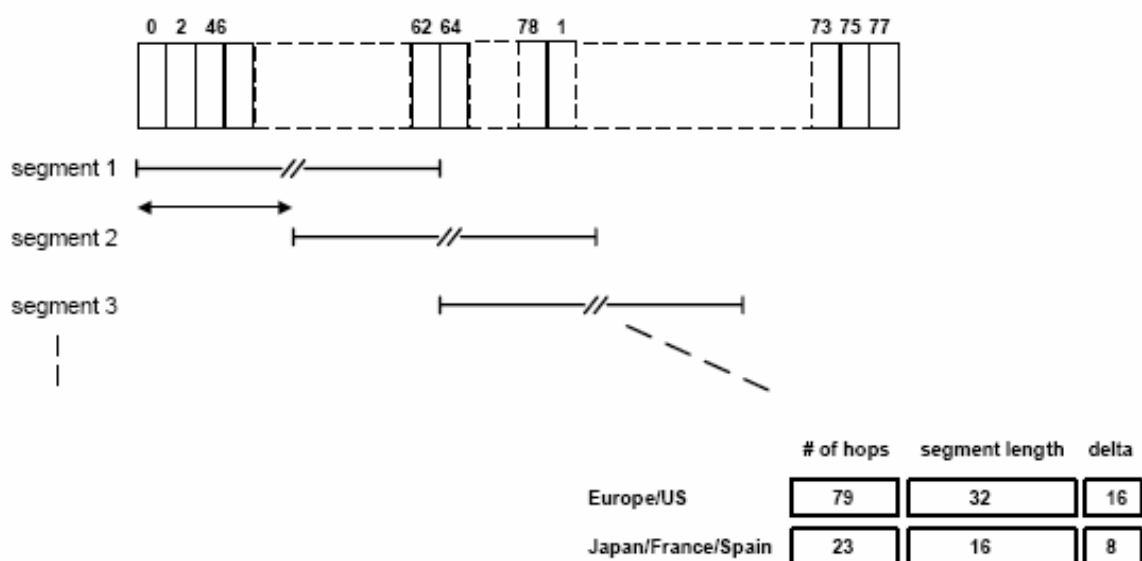 0 2 46 62 64 78 1 73 75 77
segment 1
segment 2
segment 3
# of hops segment length delta
Europe/US 79 32 16
Japan/France/Spain 23 16 8